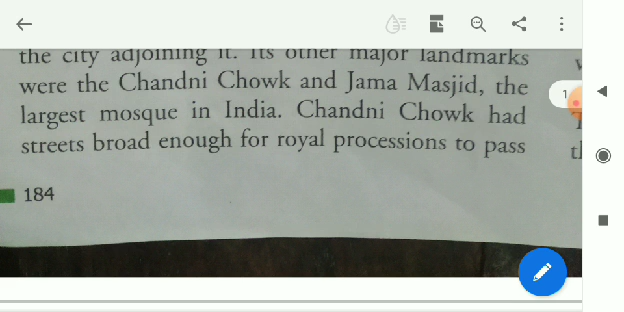 the city adjoining it. Its other major landmarks
were the Chandni Chowk and Jama Masjid, the
largest mosque in India. Chandni Chowk had
streets broad enough for royal processions to pass
184
1